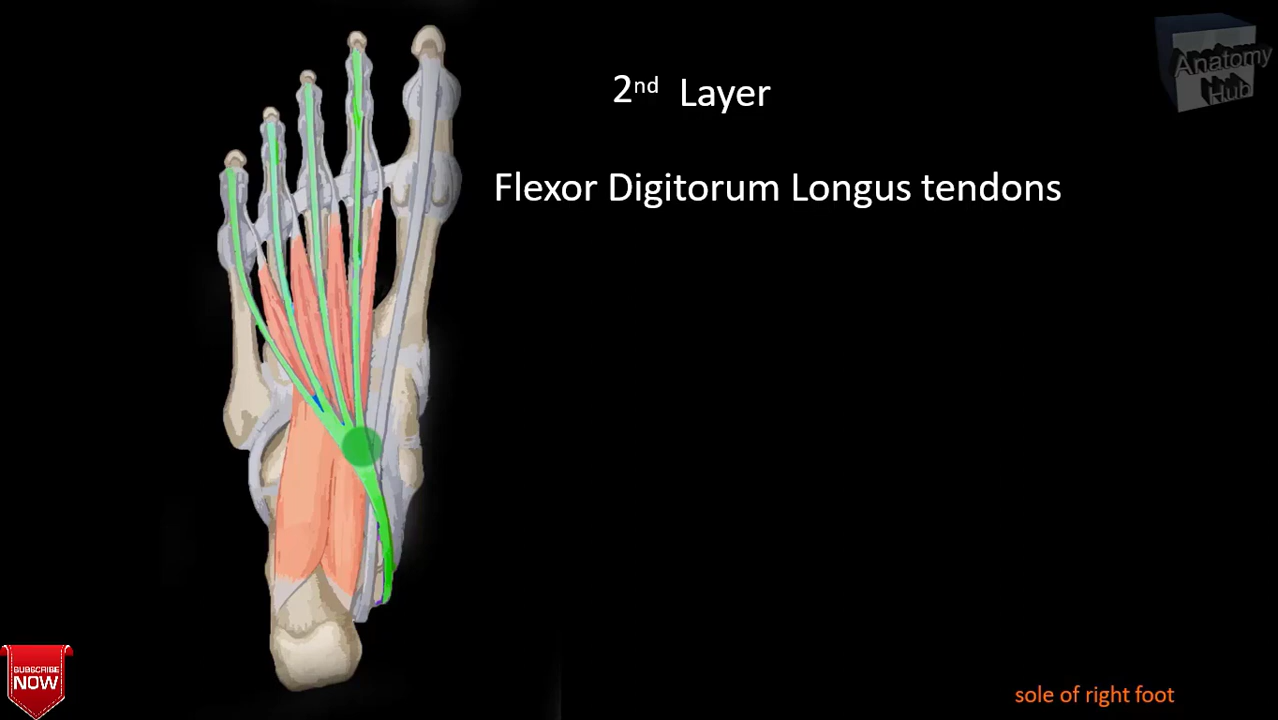 2nd Layer
Anatomy
Hub
Flexor Digitorum Longus tendons
SUBSCRIBE
NOW
sole of right foot